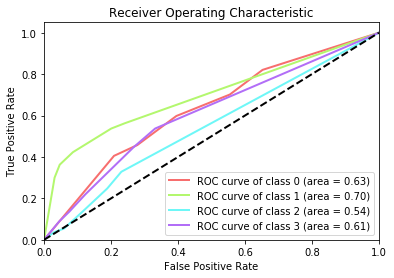 Receiver Operating Characteristic
True Positive Rate
1.0
0.8
0.6
0.4
0.2
0.0
ROC curve of class 0 (area = 0.63)
ROC curve of class 1 (area = 0.70)
ROC curve of class 2 (area = 0.54)
ROC curve of class 3 (area = 0.61)
0.0 0.2 0.4 0.6 0.8 1.0
False Positive Rate